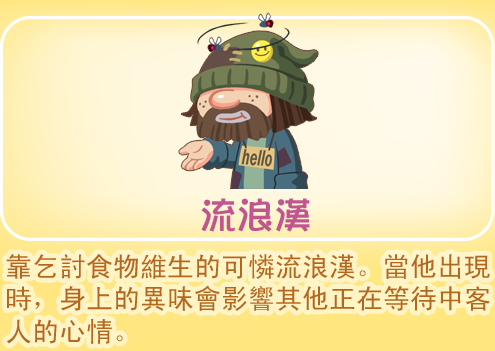 hello
流浪漢
靠乞討食物維生的可憐流浪漢。當他出現
時，身上的異味會影響其他正在等待中客
人的心情。